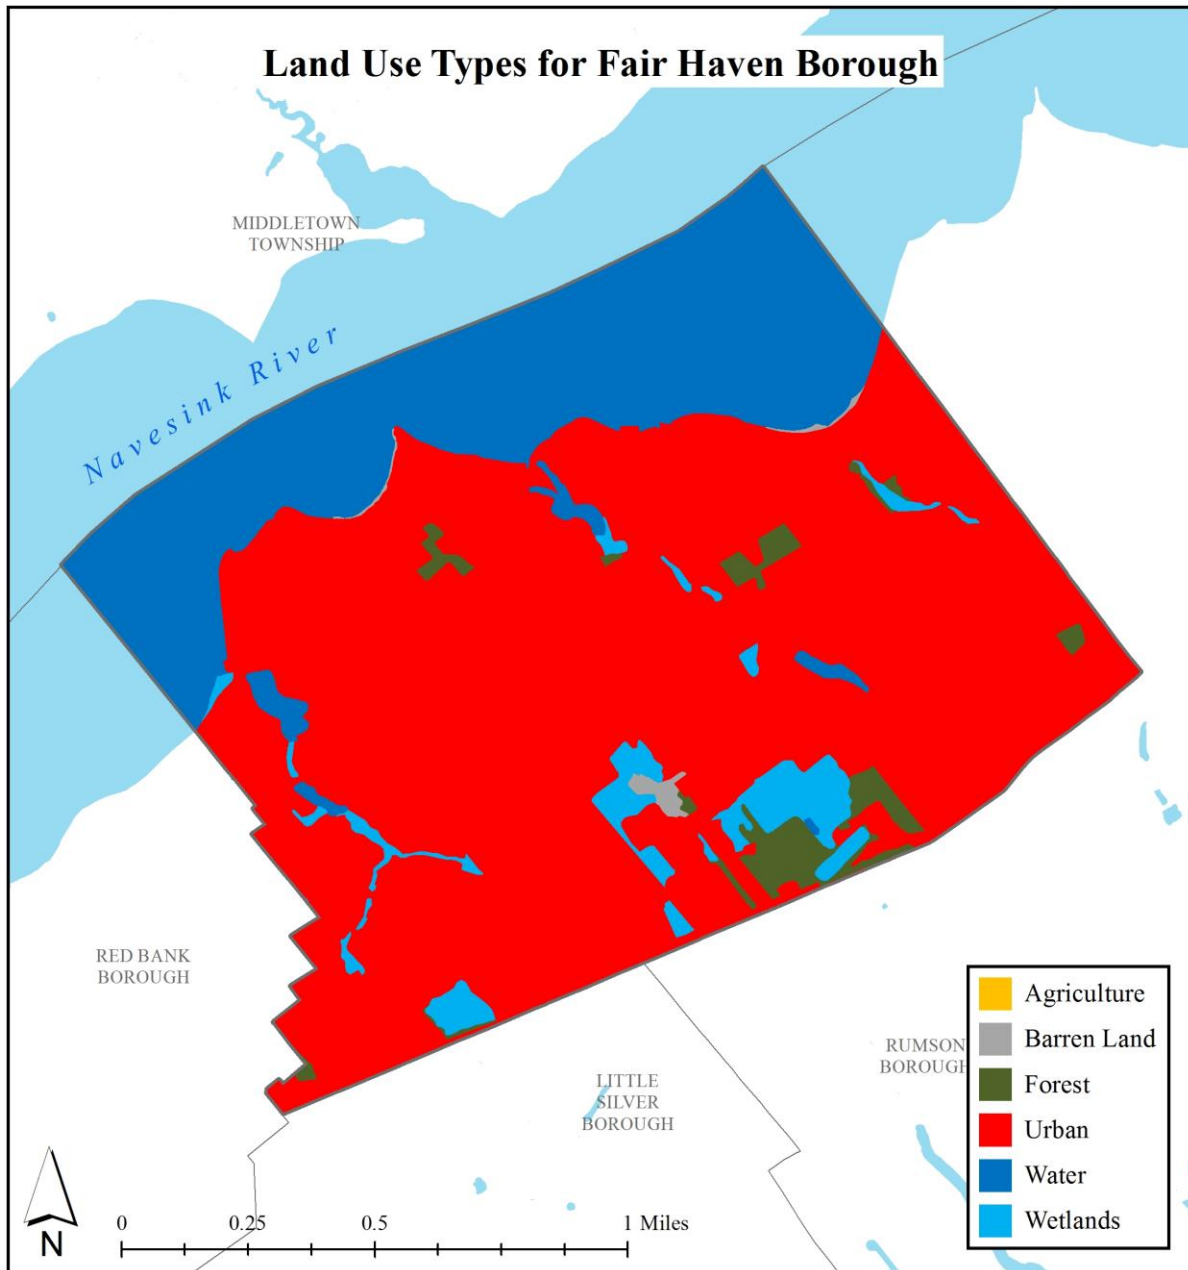 Land Use Types for Fair Haven Borough
MIDDLETOWN
TOWNSHIP
Navesink River
RED BANK
BOROUGH
RUMSON
BOROUGH
LITTLE
SILVER
BOROUGH
Agriculture
Barren Land
Forest
Urban
Water
Wetlands
N
0 0.25 0.5 1 Miles